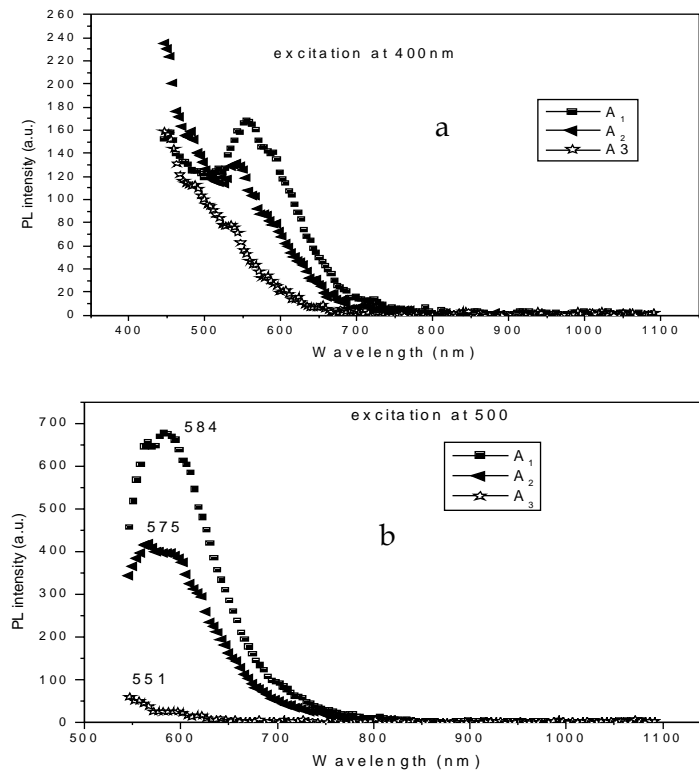 excitation at 400nm
a
A1
A2
A3
PL intensity (a.u.)
260
240
220
200
180
160
140
120
100
80
60
40
20
0
400 500 600 700 800 900 1000 1100
Wavelength (nm)
excitation at 500
584
575
551
b
A1
A2
A3
PL intensity (a.u.)
700
600
500
400
300
200
100
0
500 600 700 800 900 1000 1100
Wavelength (nm)